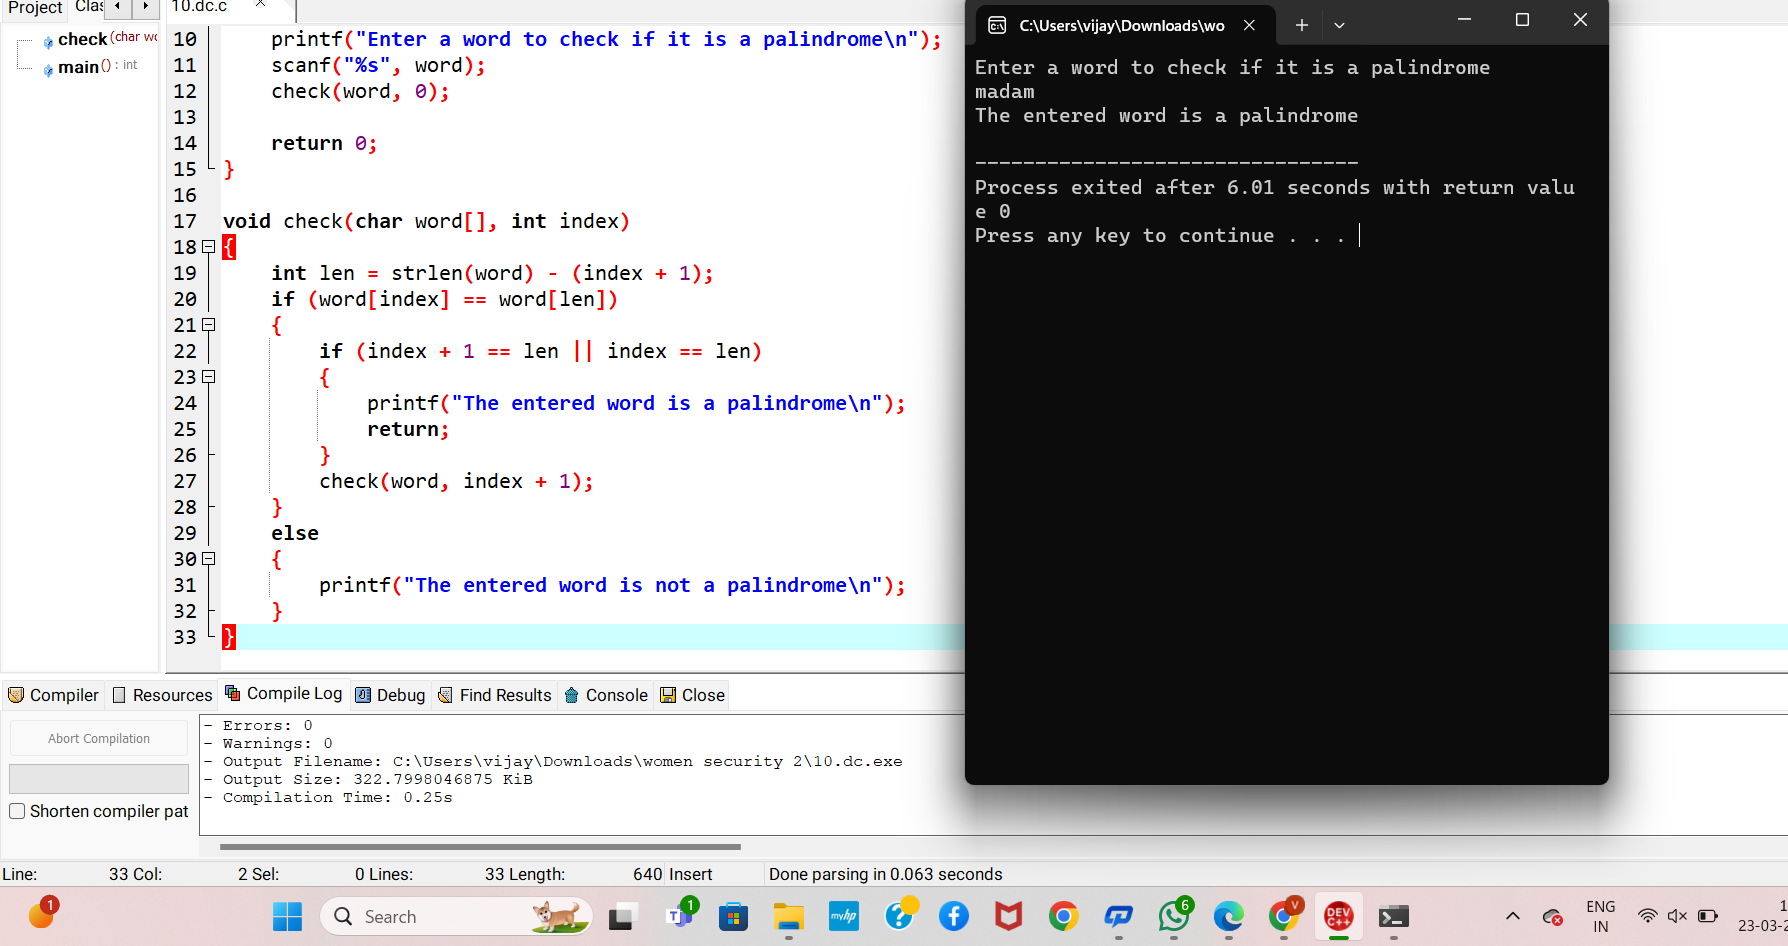 Project Clas
10.dc.c
check (char wo
main () : int
10 printf("Enter a word to check if it is a palindrome\n");
11 scanf("%s", word);
12 check(word, 0);
13
14 return 0;
15 }
16
17 void check(char word[], int index)
18 {
19 int len = strlen(word) - (index + 1);
20 if (word[index] == word[len])
21 {
22 if (index + 1 == len || index == len)
23 {
24 printf("The entered word is a palindrome\n");
25 return;
26 }
27 check(word, index + 1);
28 }
29 else
30 {
31 printf("The entered word is not a palindrome\n");
32 }
33 }
C:\Users\vijay\Downloads\wo
Enter a word to check if it is a palindrome
madam
The entered word is a palindrome
--------------------------------
Process exited after 6.01 seconds with return valu
e 0
Press any key to continue . . .
Compiler Resources Compile Log Debug Find Results Console Close
Abort Compilation
Shorten compiler pat
- Errors: 0
- Warnings: 0
- Output Filename: C:\Users\vijay\Downloads\women security 2\10.dc.exe
- Output Size: 322.7998046875 KiB
- Compilation Time: 0.25s
Line: 33 Col: 2 Sel: 0 Lines: 33 Length: 640 Insert Done parsing in 0.063 seconds
1
Search
1
myhp
6
V
DEV
C++
ENG
IN
1
23-03-2